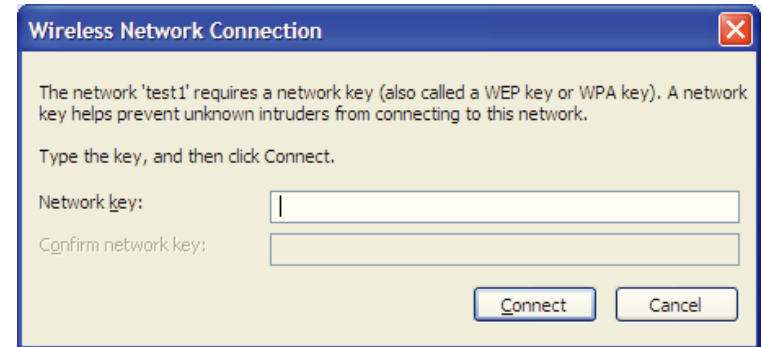 Wireless Network Connection
The network 'test1' requires a network key (also called a WEP key or WPA key). A network
key helps prevent unknown intruders from connecting to this network.
Type the key, and then click Connect.
Network key:
Confirm network key:
Connect Cancel